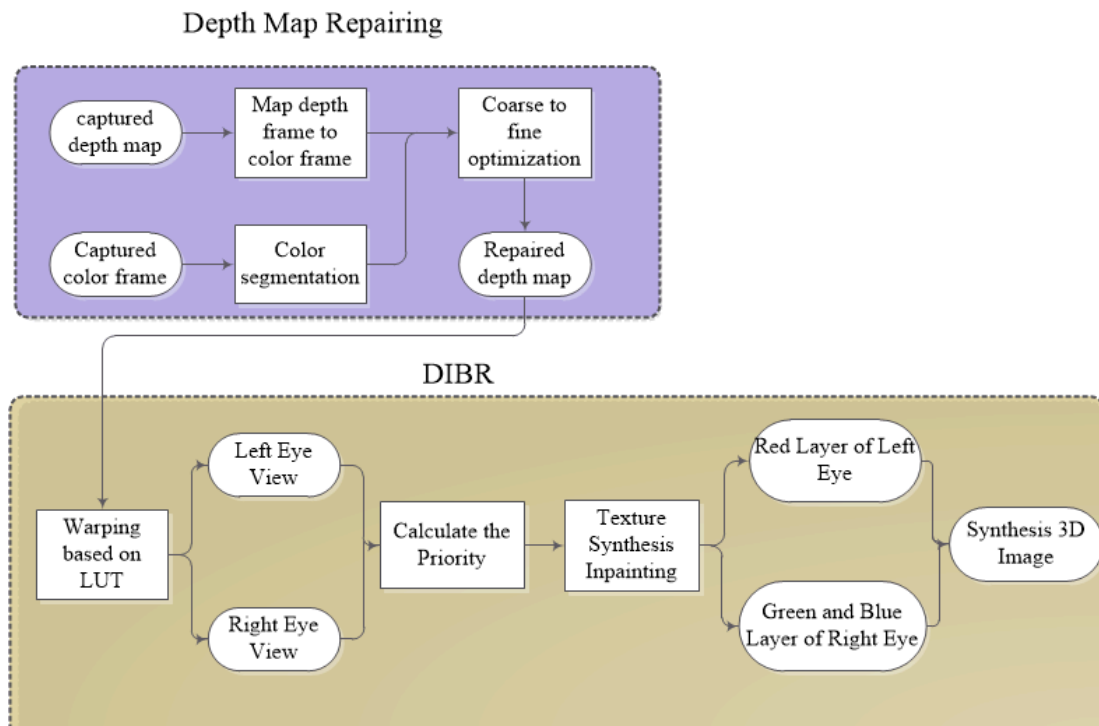 Depth Map Repairing
captured
depth map
Map depth
frame to
color frame
Coarse to
fine
optimization
Captured
color frame
Color
segmentation
Repaired
depth map
DIBR
Warping
based on
LUT
Left Eye
View
Right Eye
View
Calculate the
Priority
Texture
Synthesis
Inpainting
Red Layer of Left
Eye
Green and Blue
Layer of Right Eye
Synthesis 3D
Image